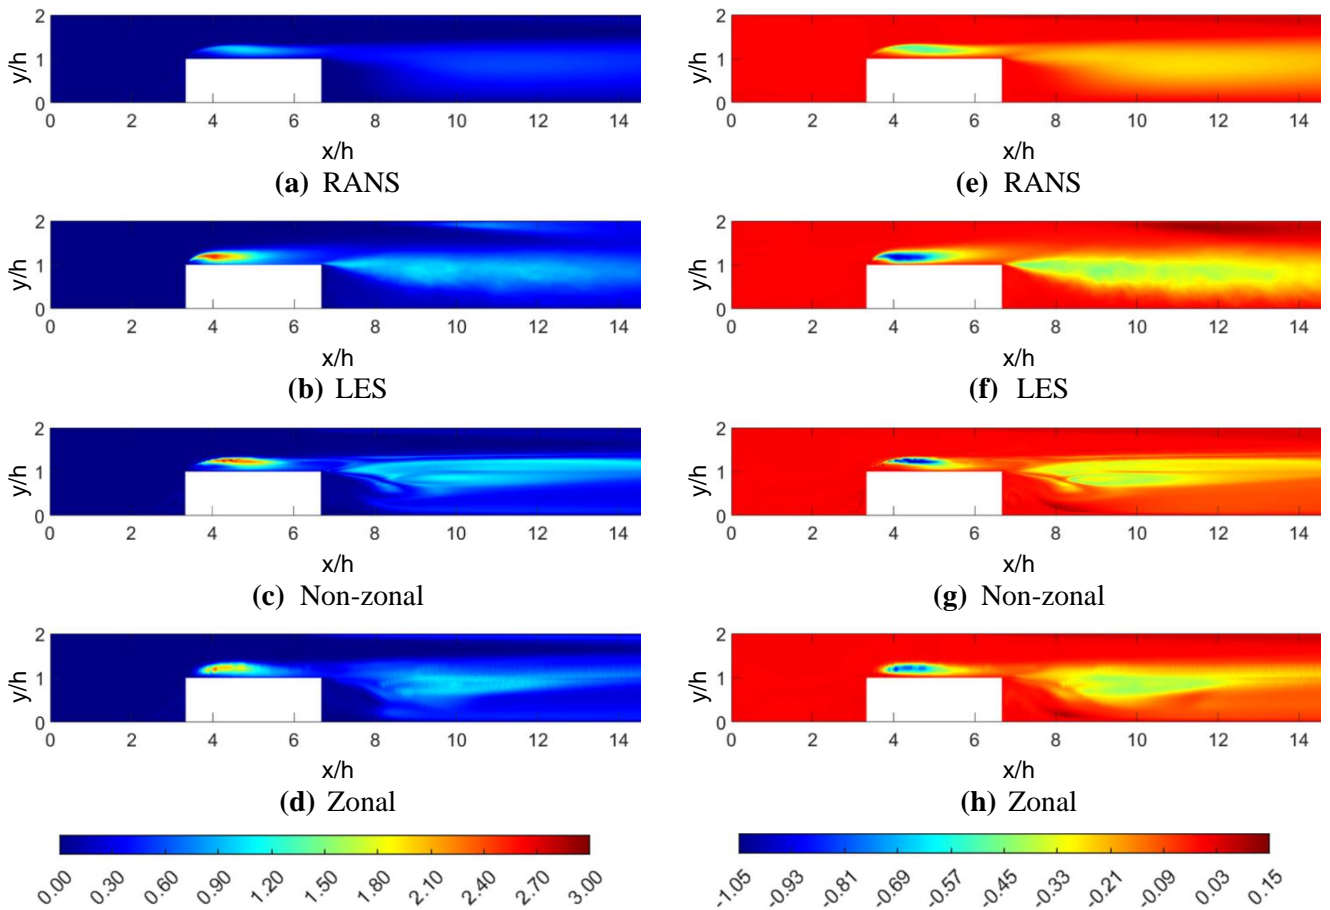 2
y/h
1
0
0 2 4 6 8 10 12 14
x/h
(a) RANS
2
y/h
1
0
0 2 4 6 8 10 12 14
x/h
(e) RANS
2
y/h
1
0
0 2 4 6 8 10 12 14
x/h
(b) LES
2
y/h
1
0
0 2 4 6 8 10 12 14
x/h
(f) LES
2
y/h
1
0
0 2 4 6 8 10 12 14
x/h
(c) Non-zonal
2
y/h
1
0
0 2 4 6 8 10 12 14
x/h
(g) Non-zonal
2
y/h
1
0
0 2 4 6 8 10 12 14
x/h
(d) Zonal
2
y/h
1
0
0 2 4 6 8 10 12 14
x/h
(h) Zonal
0.00 0.30 0.60 0.90 1.20 1.50 1.80 2.10 2.40 2.70 3.00
-1.05 -0.93 -0.81 -0.69 -0.57 -0.45 -0.33 -0.21 -0.09 0.03 0.15